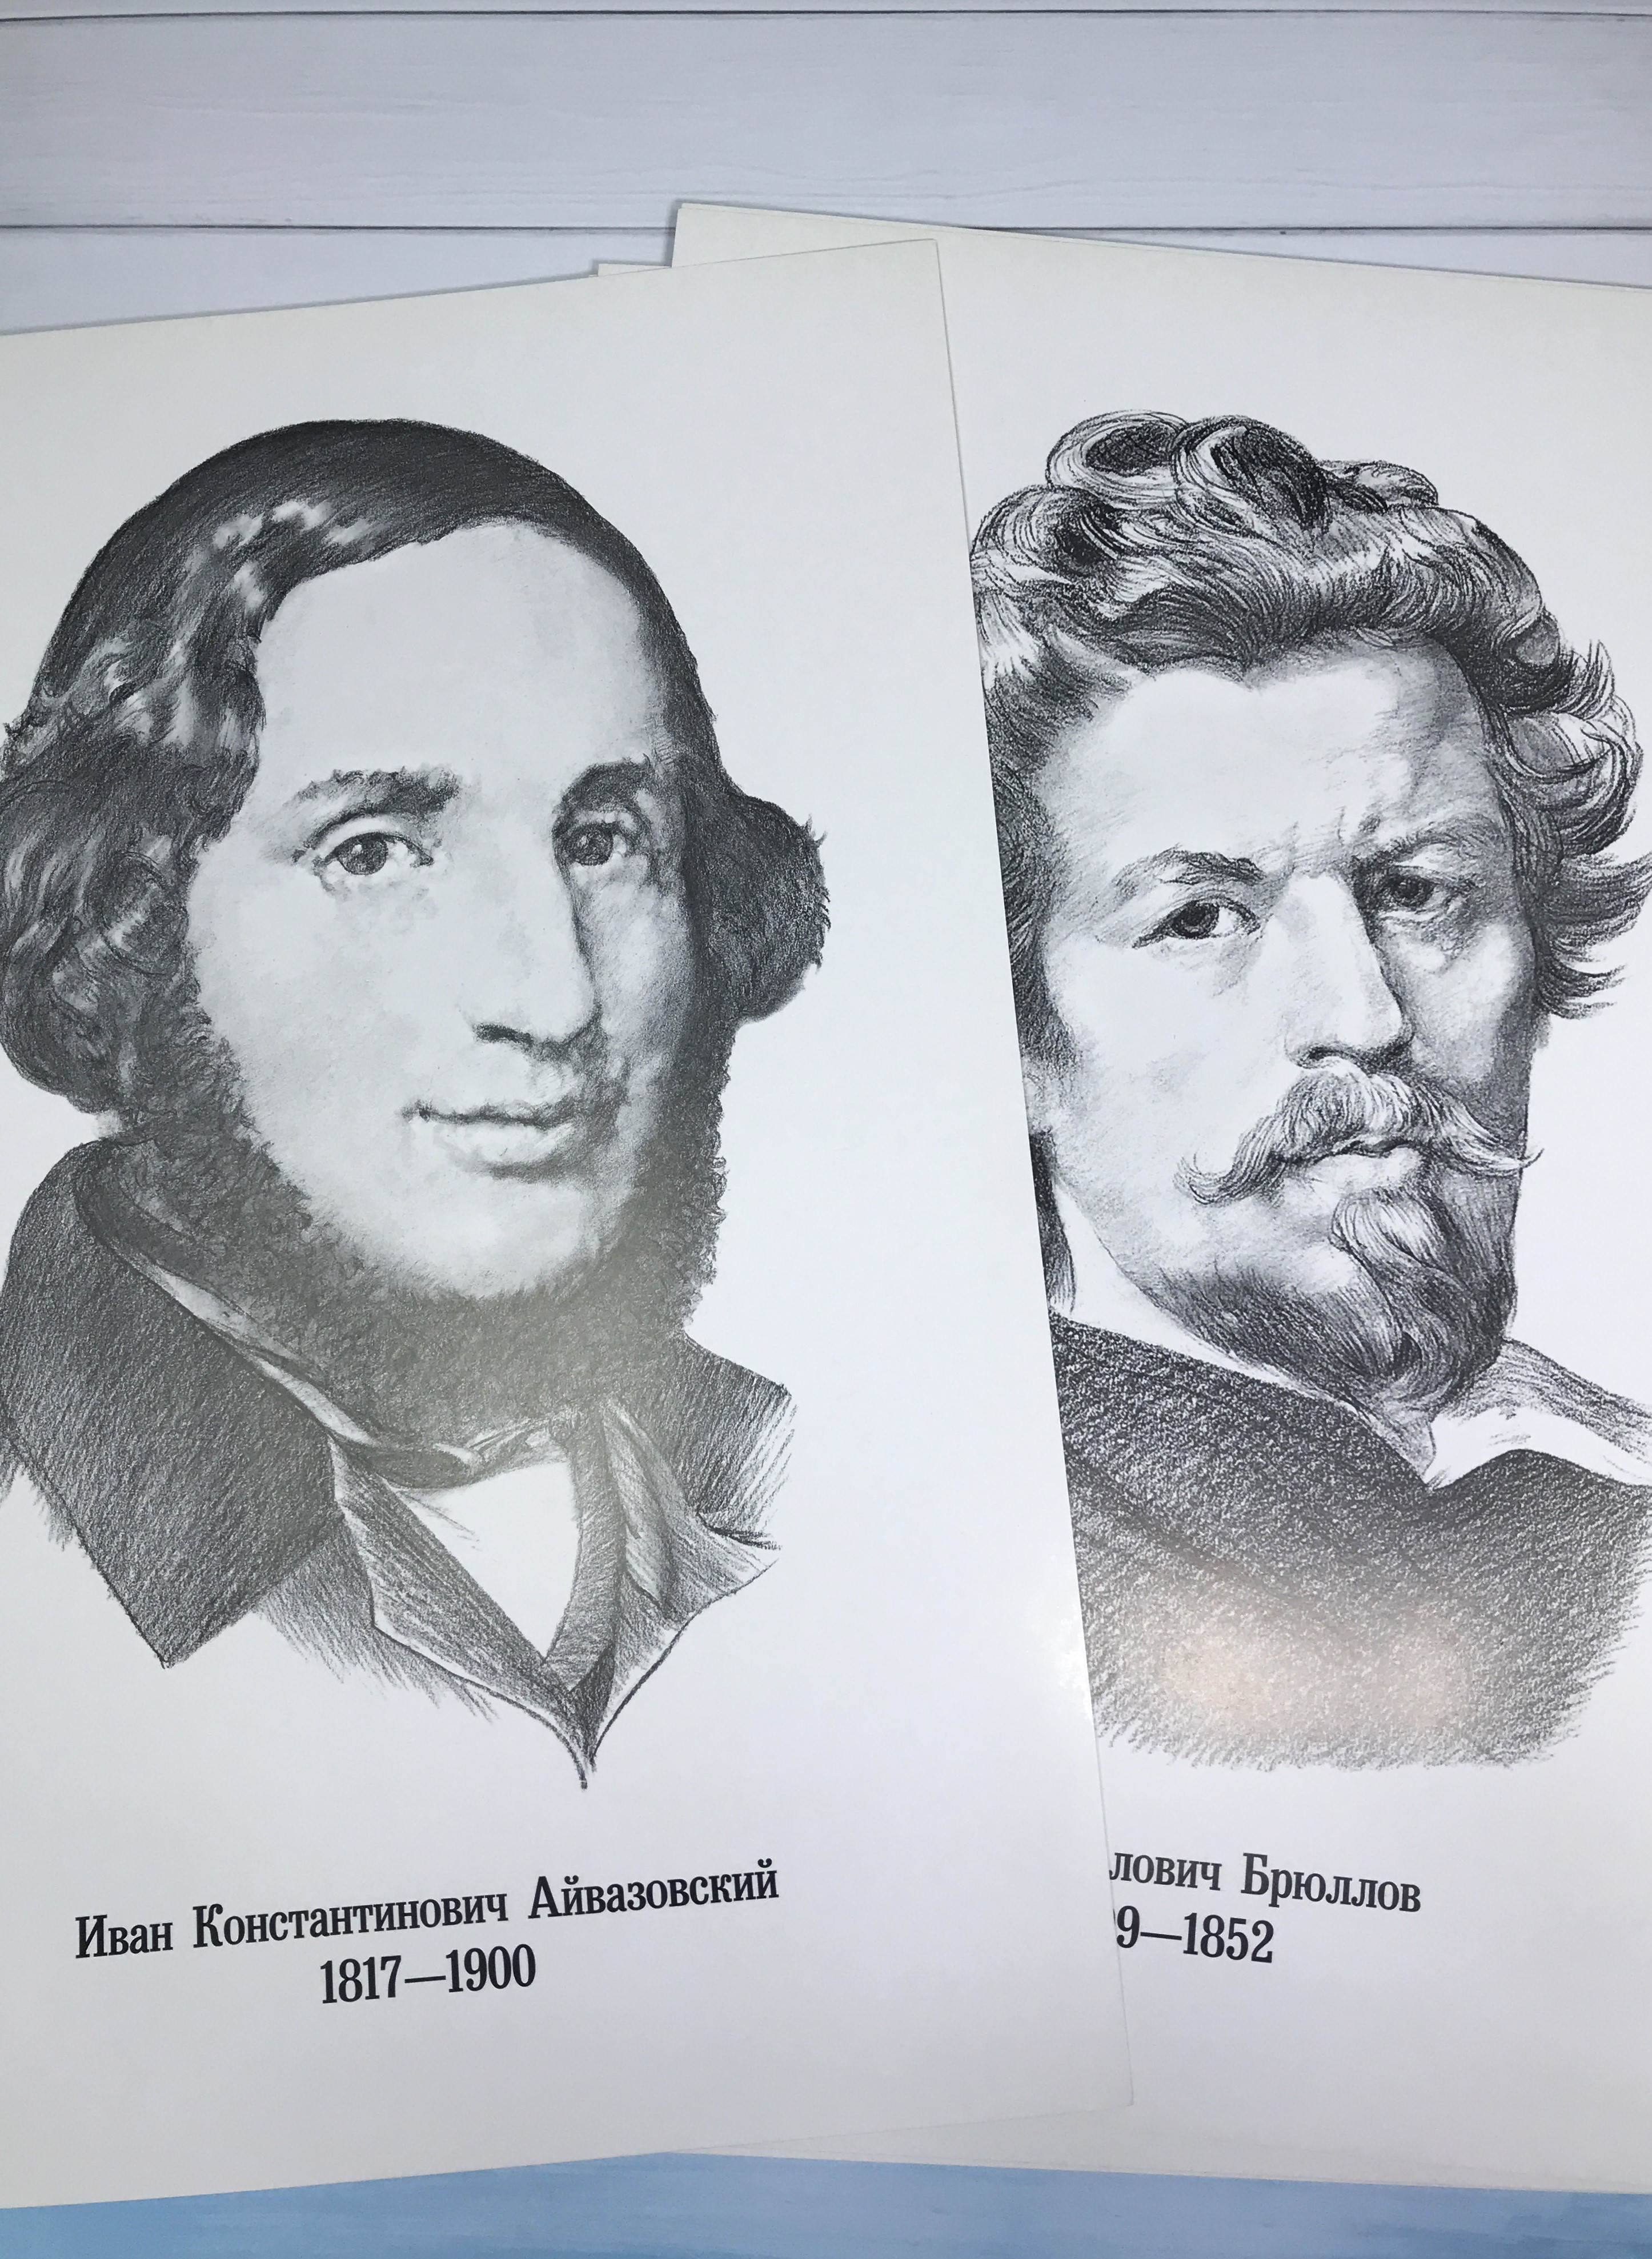 Иван Константинович Айвазовский
1817—1900
лович Брюллов
9—1852